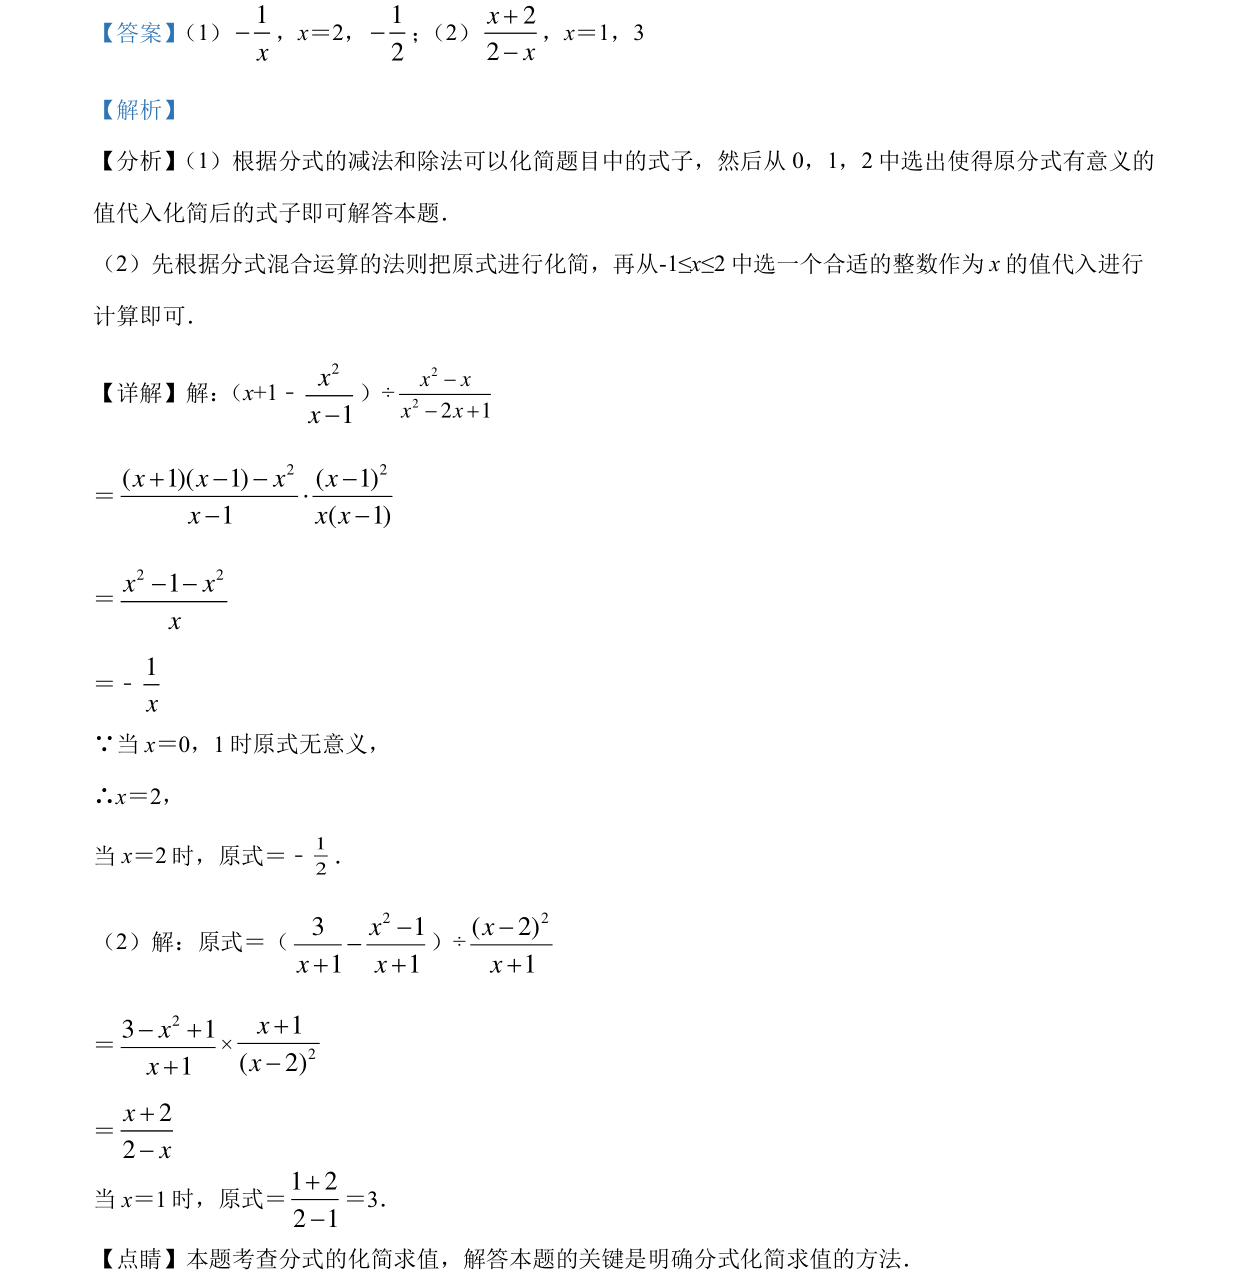 【答案】（1）$-\frac{1}{x}$，x＝2，$-\frac{1}{2}$；（2）$\frac{x+2}{2-x}$，x＝1，3
【解析】
【分析】（1）根据分式的减法和除法可以化简题目中的式子，然后从 0，1，2 中选出使得原分式有意义的
值代入化简后的式子即可解答本题．
（2）先根据分式混合运算的法则把原式进行化简，再从-1≤x≤2 中选一个合适的整数作为 x 的值代入进行
计算即可．
【详解】解：（x+1﹣$\frac{x^2}{x-1}$）÷$\frac{x^2-x}{x^2-2x+1}$
＝$\frac{(x+1)(x-1)-x^2}{x-1}\cdot\frac{(x-1)^2}{x(x-1)}$
＝$\frac{x^2-1-x^2}{x}$
＝﹣$\frac{1}{x}$
∵当 x＝0，1 时原式无意义，
∴x＝2，
当 x＝2 时，原式＝﹣$\frac{1}{2}$．
（2）解：原式＝（$\frac{3}{x+1}-\frac{x^2-1}{x+1}$）÷$\frac{(x-2)^2}{x+1}$
＝$\frac{3-x^2+1}{x+1}$×$\frac{x+1}{(x-2)^2}$
＝$\frac{x+2}{2-x}$
当 x＝1 时，原式＝$\frac{1+2}{2-1}$＝3．
【点睛】本题考查分式的化简求值，解答本题的关键是明确分式化简求值的方法．